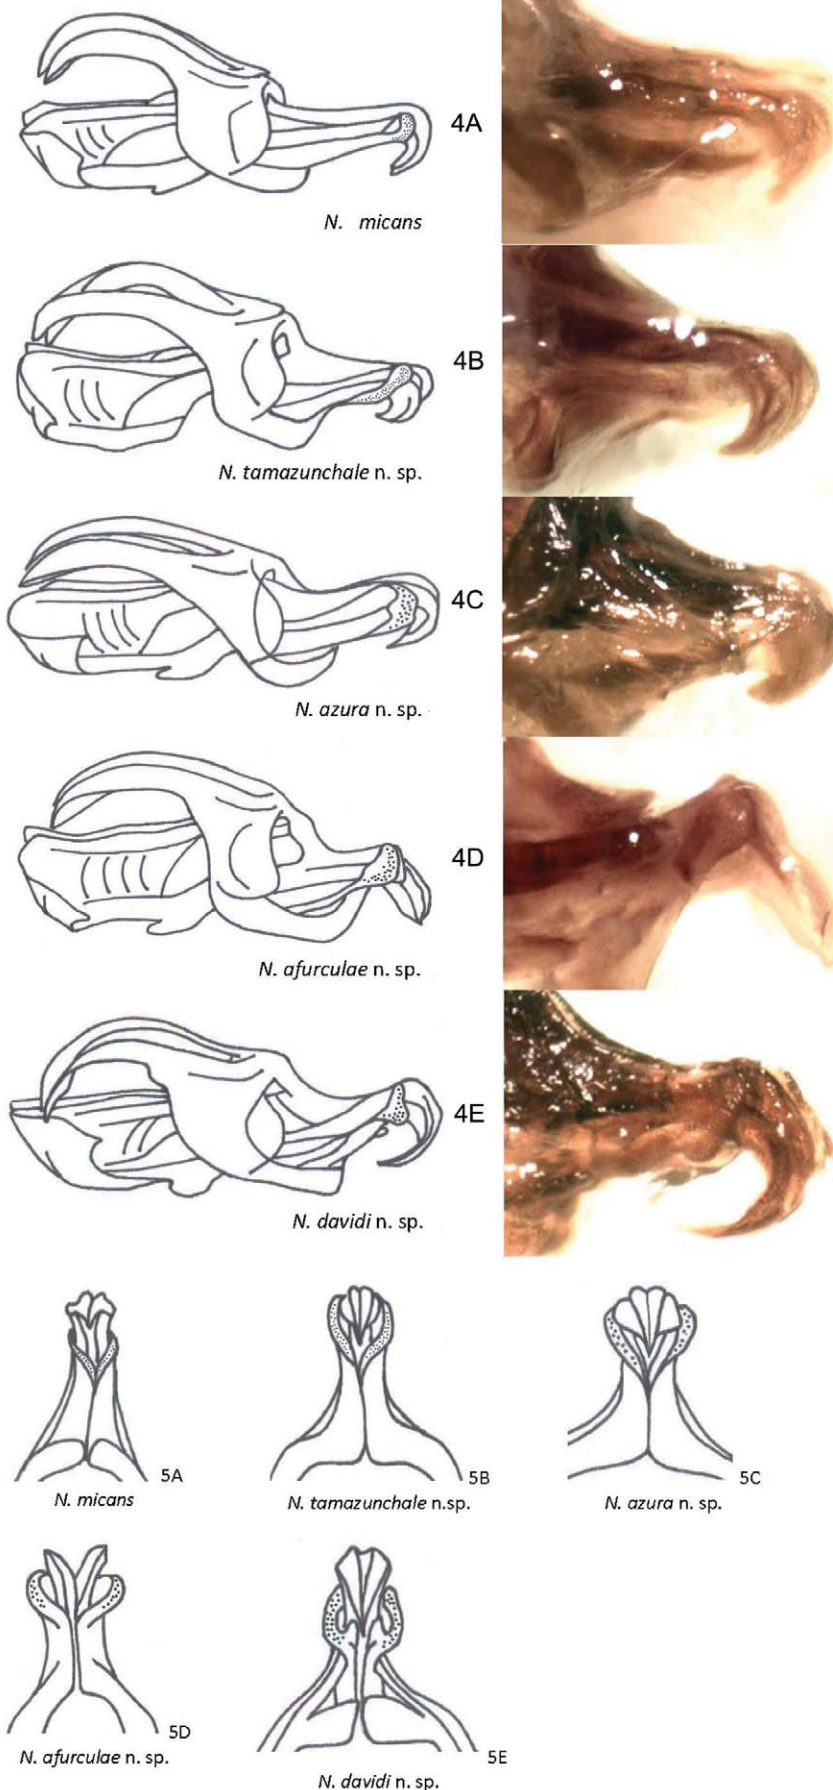 4A
N. micans
4B
N. tamazunchale n. sp.
4C
N. azura n. sp.
4D
N. afurculae n. sp.
4E
N. davidi n. sp.
5A
N. micans
5B
N. tamazunchale n.sp.
5C
N. azura n. sp.
5D
N. afurculae n. sp.
5E
N. davidi n. sp.